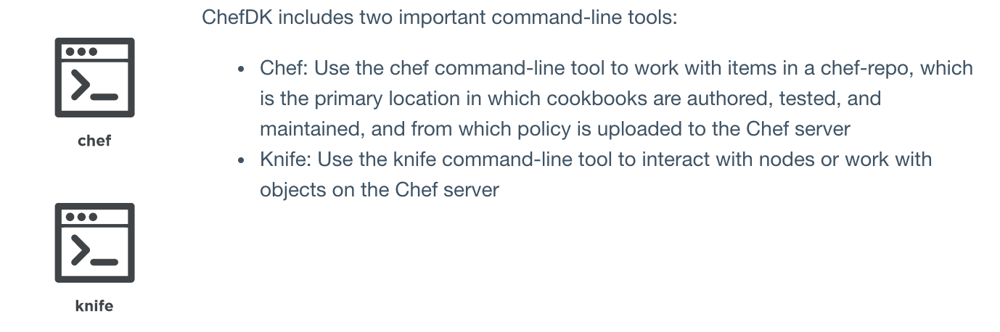 ChefDK includes two important command-line tools:
• Chef: Use the chef command-line tool to work with items in a chef-repo, which
is the primary location in which cookbooks are authored, tested, and
maintained, and from which policy is uploaded to the Chef server
• Knife: Use the knife command-line tool to interact with nodes or work with
objects on the Chef server
chef
knife